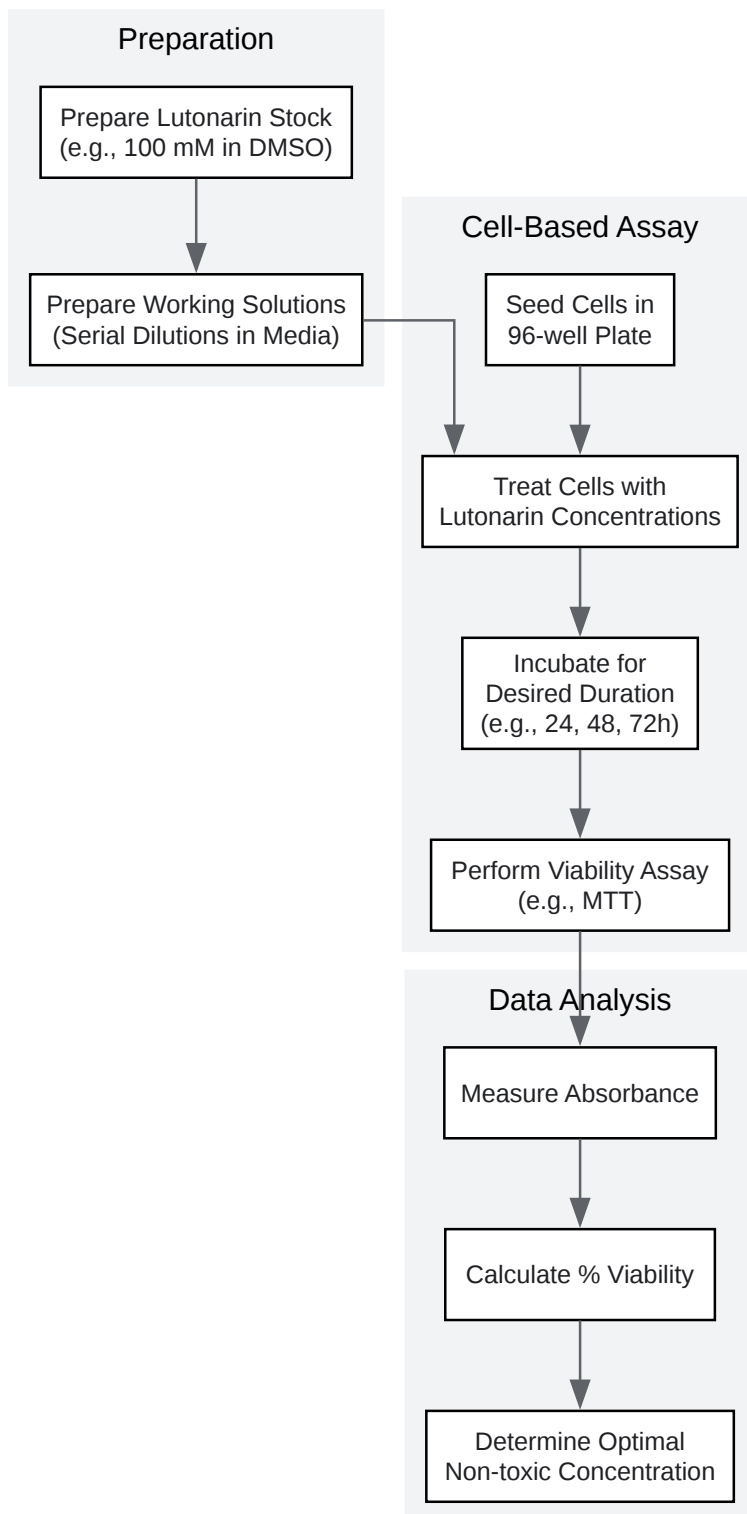 Preparation
Prepare Lutonarin Stock
(e.g., 100 mM in DMSO)
Prepare Working Solutions
(Serial Dilutions in Media)
Cell-Based Assay
Seed Cells in
96-well Plate
Treat Cells with
Lutonarin Concentrations
Incubate for
Desired Duration
(e.g., 24, 48, 72h)
Perform Viability Assay
(e.g., MTT)
Data Analysis
Measure Absorbance
Calculate % Viability
Determine Optimal
Non-toxic Concentration